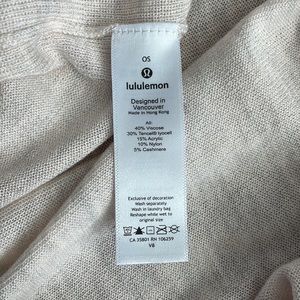 OS
lululemon
Designed in
Vancouver
Made in Hong Kong
All:
40% Viscose
30% Tencel® lyocell
15% Acrylic
10% Nylon
5% Cashmere
Exclusive of decoration
Wash separately
Wash in laundry bag
Reshape while wet to
original size
CA 35801 RN 106259
V8